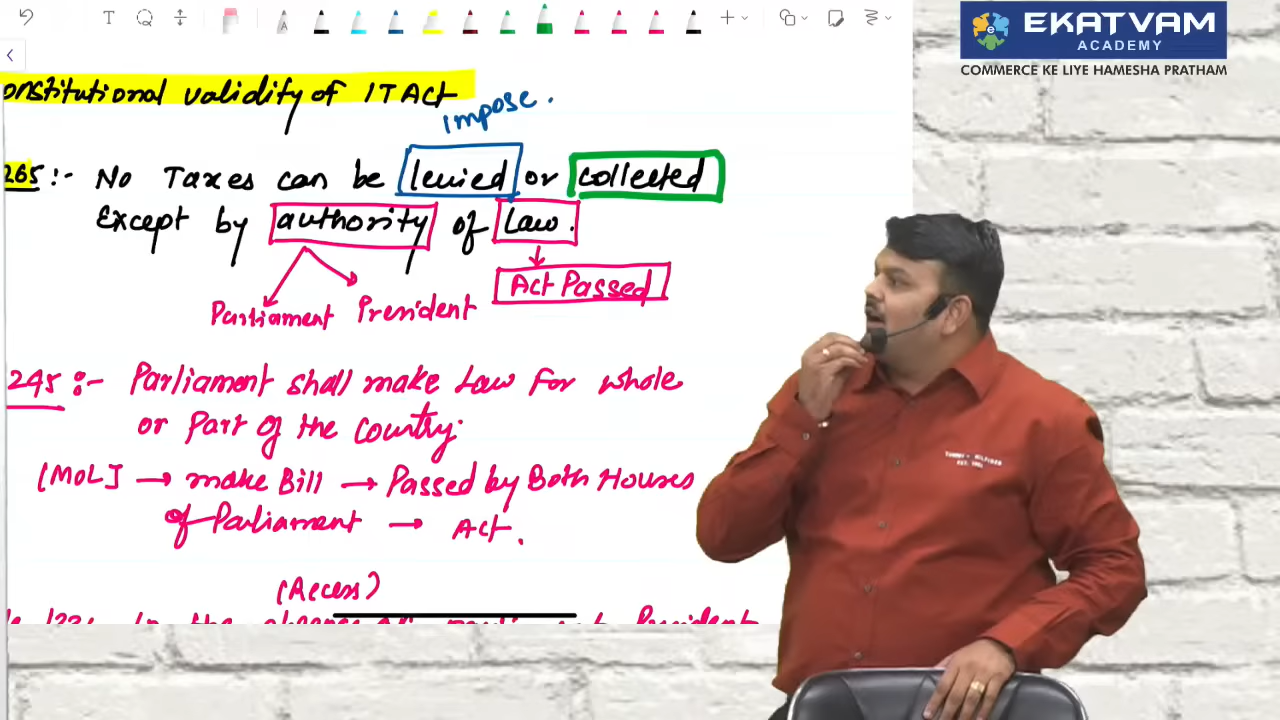 EKATVAM
ACADEMY
COMMERCE KE LIYE HAMESHA PRATHAM
onstitutional validity of IT Act
impose.
265 :- No Taxes can be levied or collected
Except by authority of Law.
Act Passed
Parliament President
245 :- Parliament shall make Law for whole
or Part of the country.
[MOL] → make Bill → Passed by Both Houses
of Parliament → Act.
(Access)